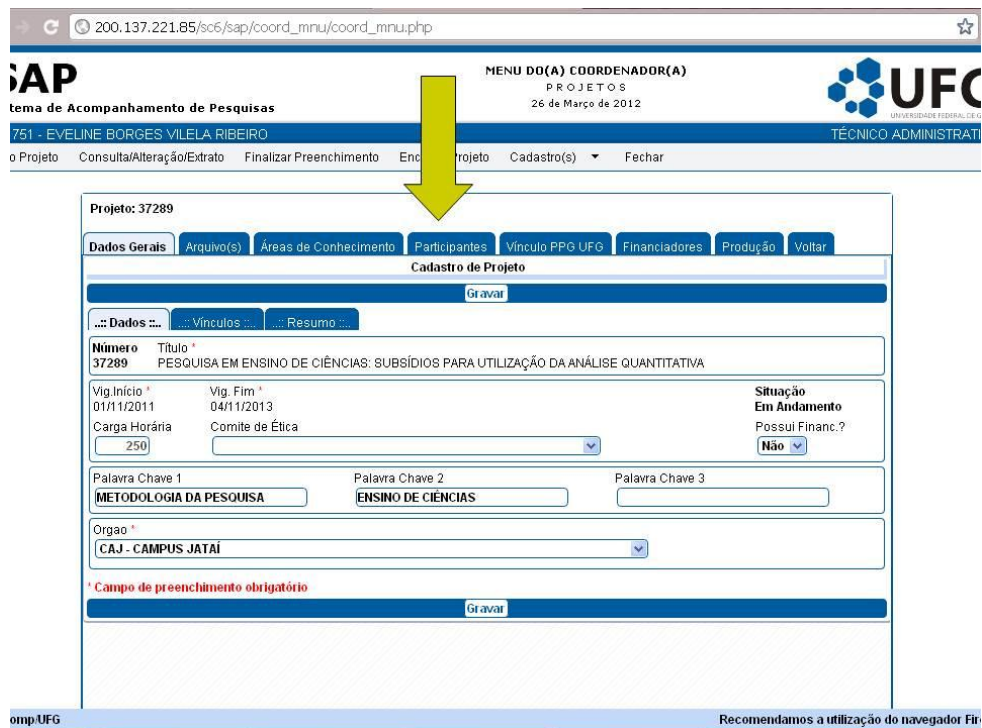 200.137.221.85/sc6/sap/coord_mnu/coord_mnu.php
SAP
tema de Acompanhamento de Pesquisas
MENU DO(A) COORDENADOR(A)
PROJETOS
26 de Março de 2012
UFG
751 - EVELINE BORGES VILELA RIBEIRO
TÉCNICO ADMINISTRATI
o Projeto Consulta/Alteração/Extrato Finalizar Preenchimento Enc rojeto Cadastro(s) Fechar
Projeto: 37289
Dados Gerais Arquivo(s) Áreas de Conhecimento Participantes Vínculo PPG UFG Financiadores Produção Voltar
Cadastro de Projeto
Gravar
..:: Dados ::.. ..:: Vínculos ::.. ..:: Resumo ::..
Número Título *
37289 PESQUISA EM ENSINO DE CIÊNCIAS: SUBSÍDIOS PARA UTILIZAÇÃO DA ANÁLISE QUANTITATIVA
Vig.Início * Vig. Fim * Situação
01/11/2011 04/11/2013 Em Andamento
Carga Horária Comite de Ética Possui Financ.?
250 Não
Palavra Chave 1 Palavra Chave 2 Palavra Chave 3
METODOLOGIA DA PESQUISA ENSINO DE CIÊNCIAS
Orgao *
CAJ - CAMPUS JATAÍ
* Campo de preenchimento obrigatório
Gravar
omp/UFG Recomendamos a utilização do navegador Fir